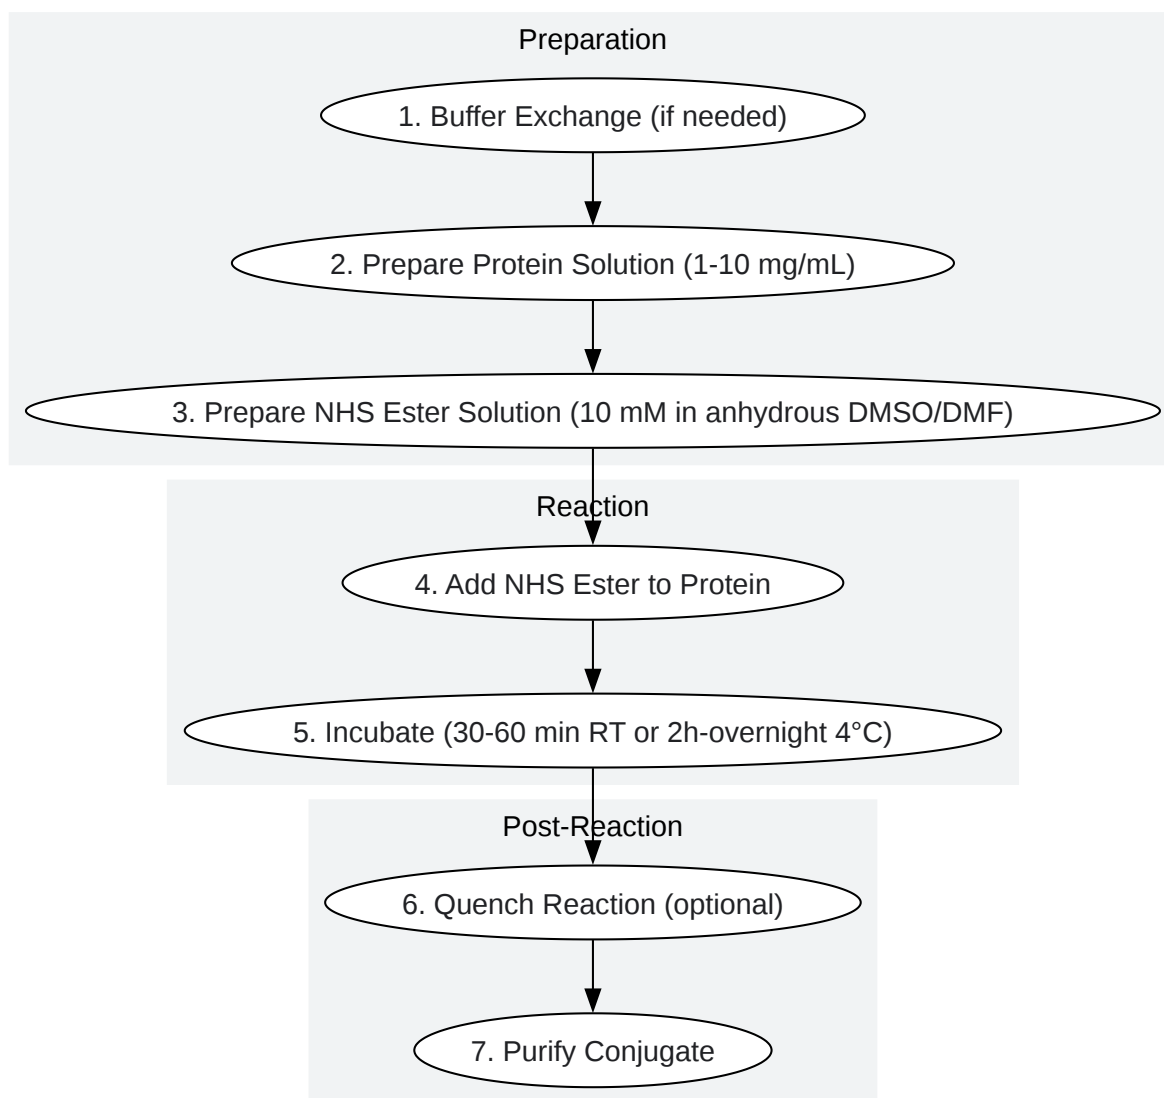 Preparation
1. Buffer Exchange (if needed)
2. Prepare Protein Solution (1-10 mg/mL)
3. Prepare NHS Ester Solution (10 mM in anhydrous DMSO/DMF)
Reaction
4. Add NHS Ester to Protein
5. Incubate (30-60 min RT or 2h-overnight 4°C)
Post-Reaction
6. Quench Reaction (optional)
7. Purify Conjugate